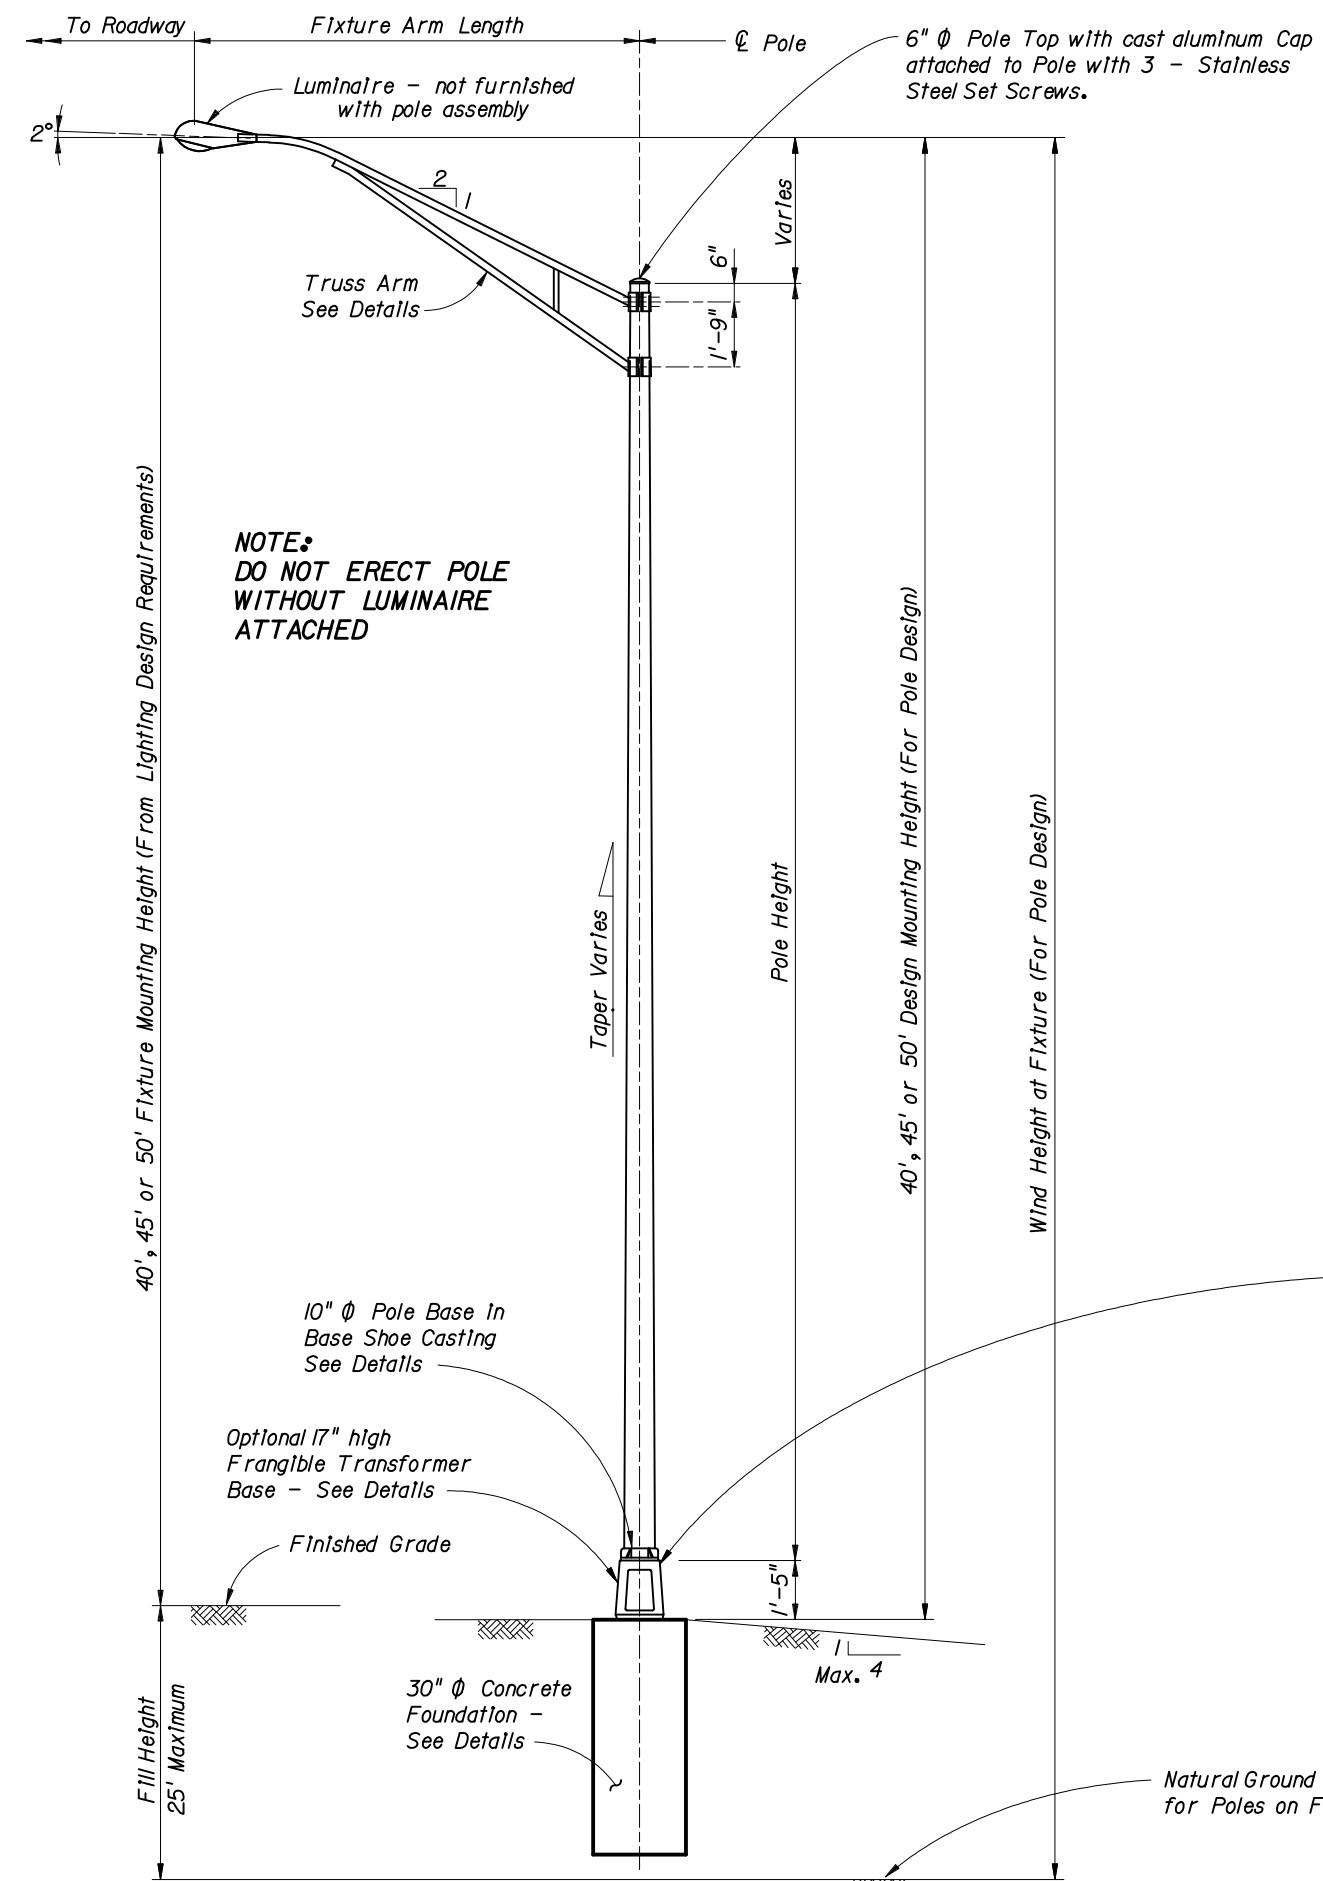 To Roadway
Fixture Arm Length
℄ Pole
6" ϕ Pole Top with cast aluminum Cap
attached to Pole with 3 - Stainless
Steel Set Screws.
Luminaire - not furnished
with pole assembly
2°
2
1
Varies
6"
1'-9"
Truss Arm
See Details
NOTE:
DO NOT ERECT POLE
WITHOUT LUMINAIRE
ATTACHED
40', 45' or 50' Fixture Mounting Height (From Lighting Design Requirements)
Taper Varies
Pole Height
40', 45' or 50' Design Mounting Height (For Pole Design)
Wind Height at Fixture (For Pole Design)
10" ϕ Pole Base in
Base Shoe Casting
See Details
Optional 17" high
Frangible Transformer
Base - See Details
Finished Grade
1'-5"
1
Max. 4
30" ϕ Concrete
Foundation -
See Details
Fill Height
25' Maximum
Natural Ground
for Poles on F